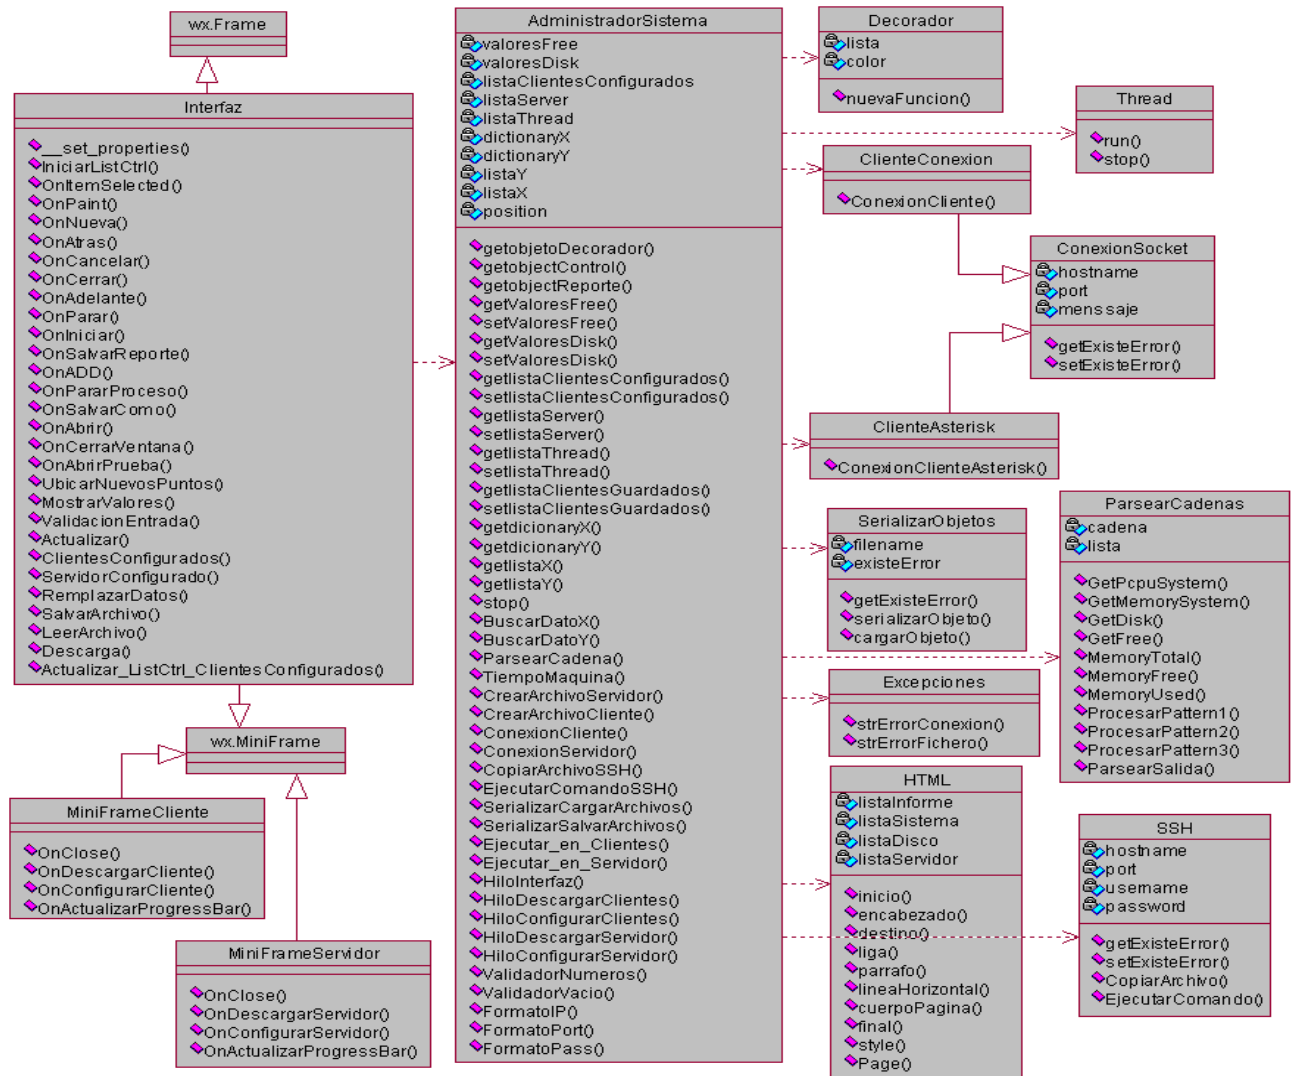 wx.Frame
Interfaz
__set_properties()
IniciarListCtrl()
OnItemSelected()
OnPaint()
OnNueva()
OnAtras()
OnCancelar()
OnCerrar()
OnAdelante()
OnParar()
OnIniciar()
OnSalvarReporte()
OnADD()
OnPararProceso()
OnSalvarComo()
OnAbrir()
OnCerrarVentana()
OnAbrirPrueba()
UbicarNuevosPuntos()
MostrarValores()
ValidacionEntrada()
Actualizar()
ClientesConfigurados()
ServidorConfigurado()
RemplazarDatos()
SalvarArchivo()
LeerArchivo()
Descarga()
Actualizar_ListCtrl_ClientesConfigurados()
wx.MiniFrame
MiniFrameCliente
OnClose()
OnDescargarCliente()
OnConfigurarCliente()
OnActualizarProgressBar()
MiniFrameServidor
OnClose()
OnDescargarServidor()
OnConfigurarServidor()
OnActualizarProgressBar()
AdministradorSistema
valoresFree
valoresDisk
listaClientesConfigurados
listaServer
listaThread
dictionaryX
dictionaryY
listaY
listaX
position
getobjetoDecorador()
getobjectControl()
getobjectReporte()
getValoresFree()
setValoresFree()
getValoresDisk()
setValoresDisk()
getlistaClientesConfigurados()
setlistaClientesConfigurados()
getlistaServer()
setlistaServer()
getlistaThread()
setlistaThread()
getlistaClientesGuardados()
setlistaClientesGuardados()
getdicionaryX()
getdicionaryY()
getlistaX()
getlistaY()
stop()
BuscarDatoX()
BuscarDatoY()
ParsearCadena()
TiempoMaquina()
CrearArchivoServidor()
CrearArchivoCliente()
ConexionCliente()
ConexionServidor()
CopiarArchivoSSH()
EjecutarComandoSSH()
SerializarCargarArchivos()
SerializarSalvarArchivos()
Ejecutar_en_Clientes()
Ejecutar_en_Servidor()
HiloInterfaz()
HiloDescargarClientes()
HiloConfigurarClientes()
HiloDescargarServidor()
HiloConfigurarServidor()
ValidadorNumeros()
ValidadorVacio()
FormatoIP()
FormatoPort()
FormatoPass()
Decorador
lista
color
nuevaFuncion()
Thread
run()
stop()
ClienteConexion
ConexionCliente()
ConexionSocket
hostname
port
menssaje
getExisteError()
setExisteError()
ClienteAsterisk
ConexionClienteAsterisk()
ParsearCadenas
cadena
lista
GetPcpuSystem()
GetMemorySystem()
GetDisk()
GetFree()
MemoryTotal()
MemoryFree()
MemoryUsed()
ProcesarPattern1()
ProcesarPattern2()
ProcesarPattern3()
ParsearSalida()
SerializarObjetos
filename
existeError
getExisteError()
serializarObjeto()
cargarObjeto()
Excepciones
strErrorConexion()
strErrorFichero()
HTML
listaInforme
listaSistema
listaDisco
listaServidor
inicio()
encabezado()
destino()
liga()
parrafo()
lineaHorizontal()
cuerpoPagina()
final()
style()
Page()
SSH
hostname
port
username
password
getExisteError()
setExisteError()
CopiarArchivo()
EjecutarComando()